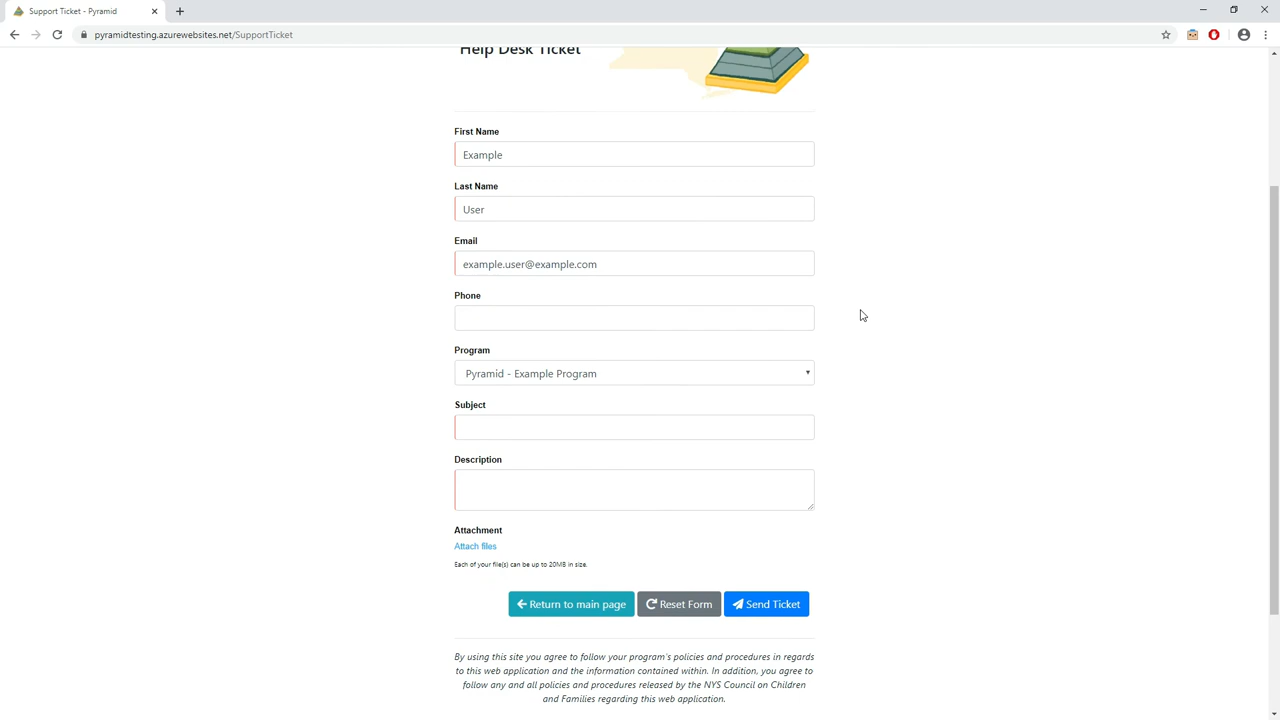 Support Ticket - Pyramid
pyramidtesting.azurewebsites.net/SupportTicket
Help Desk Ticket
First Name
Example
Last Name
User
Email
example.user@example.com
Phone
Program
Pyramid - Example Program
Subject
Description
Attachment
Attach files
Each of your file(s) can be up to 20MB in size.
Return to main page Reset Form Send Ticket
By using this site you agree to follow your program's policies and procedures in regards
to this web application and the information contained within. In addition, you agree to
follow any and all policies and procedures released by the NYS Council on Children
and Families regarding this web application.